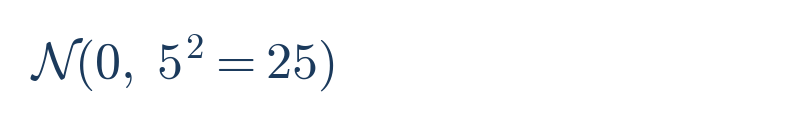 𝒩(0, 5² = 25)